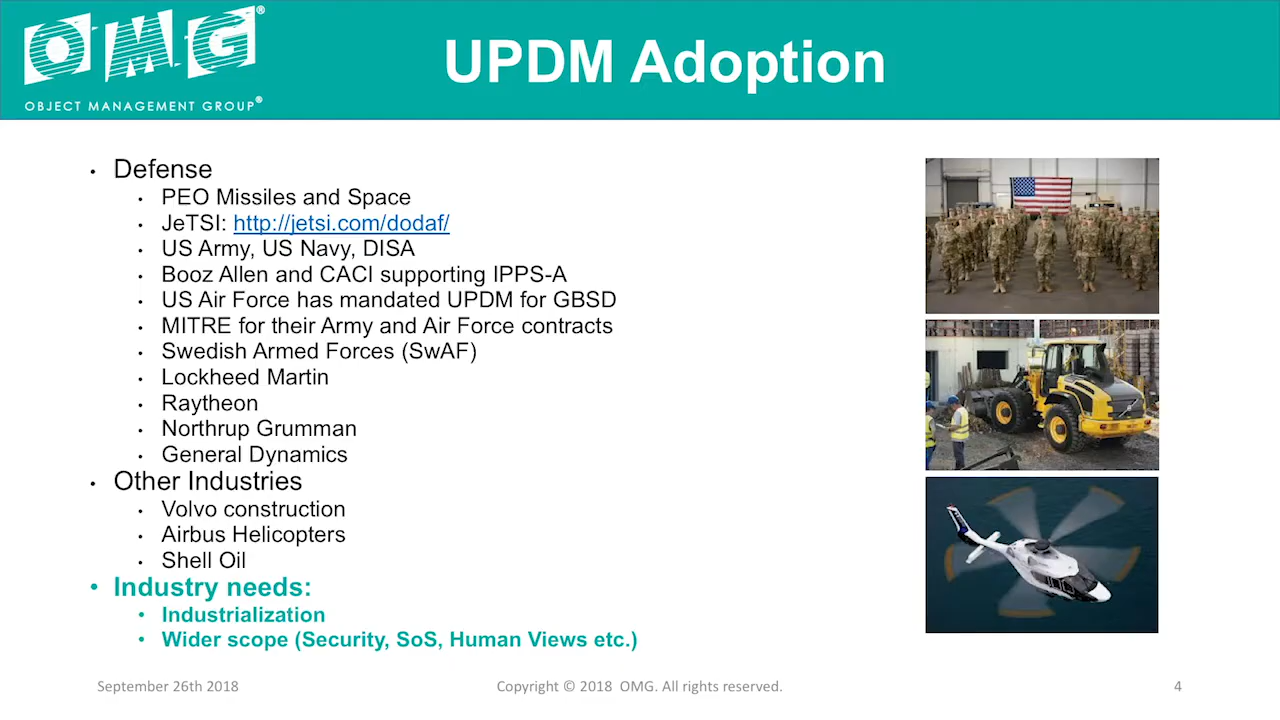 OMG®
OBJECT MANAGEMENT GROUP®
UPDM Adoption
• Defense
• PEO Missiles and Space
• JeTSI: http://jetsi.com/dodaf/
• US Army, US Navy, DISA
• Booz Allen and CACI supporting IPPS-A
• US Air Force has mandated UPDM for GBSD
• MITRE for their Army and Air Force contracts
• Swedish Armed Forces (SwAF)
• Lockheed Martin
• Raytheon
• Northrup Grumman
• General Dynamics
• Other Industries
• Volvo construction
• Airbus Helicopters
• Shell Oil
• Industry needs:
• Industrialization
• Wider scope (Security, SoS, Human Views etc.)
September 26th 2018
Copyright © 2018 OMG. All rights reserved.
4